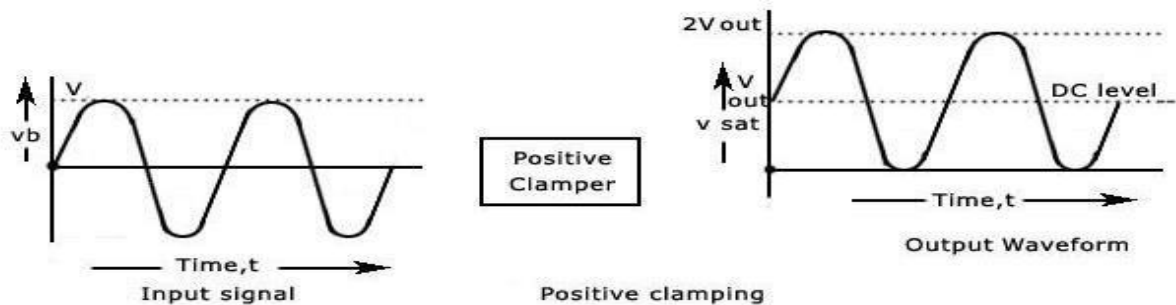 V
vb
Time,t
Input signal
Positive
Clamper
Positive clamping
2V out
V
out
v sat
DC level
Time,t
Output Waveform